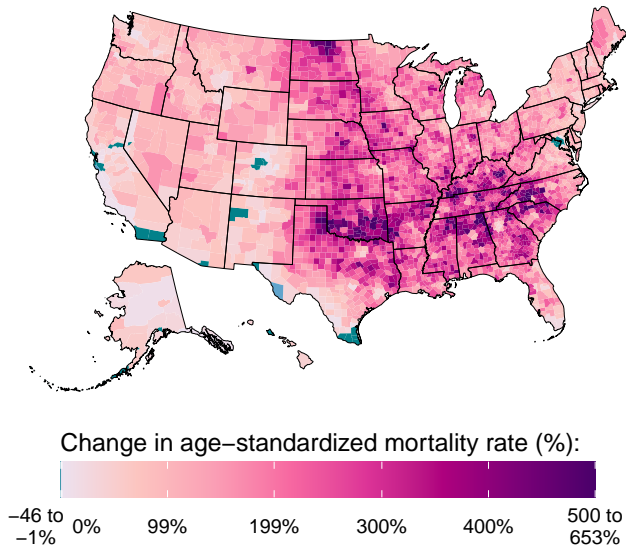 Change in age−standardized mortality rate (%):
−46 to −1%
0%
99%
199%
300%
400%
500 to 653%